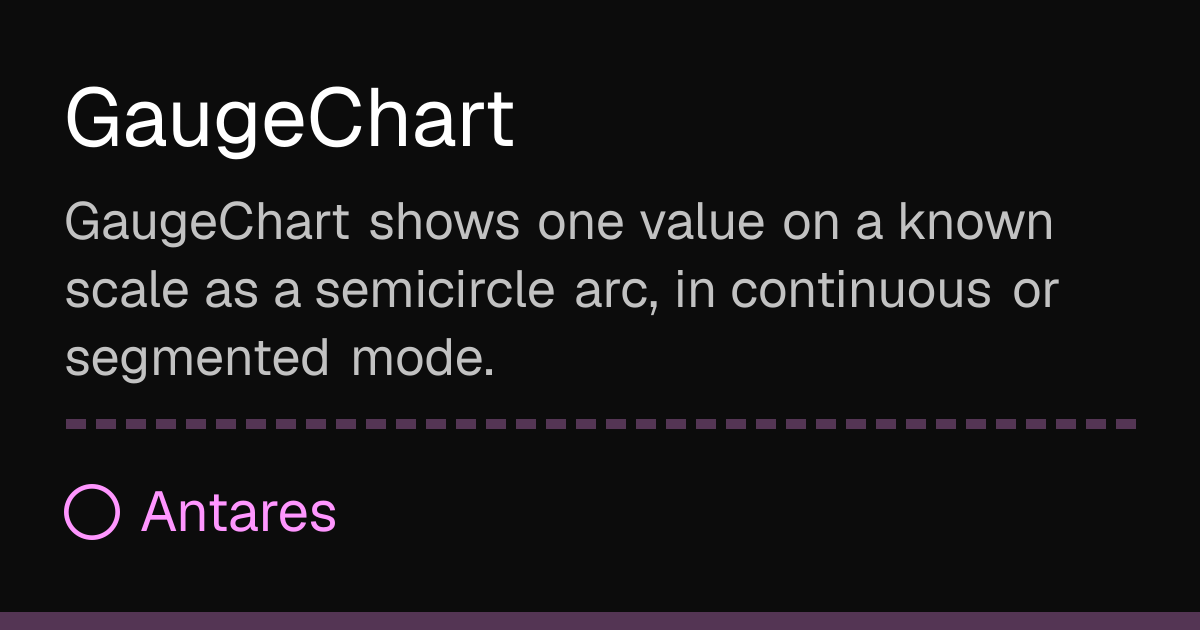 GaugeChart
GaugeChart shows one value on a known
scale as a semicircle arc, in continuous or
segmented mode.
Antares